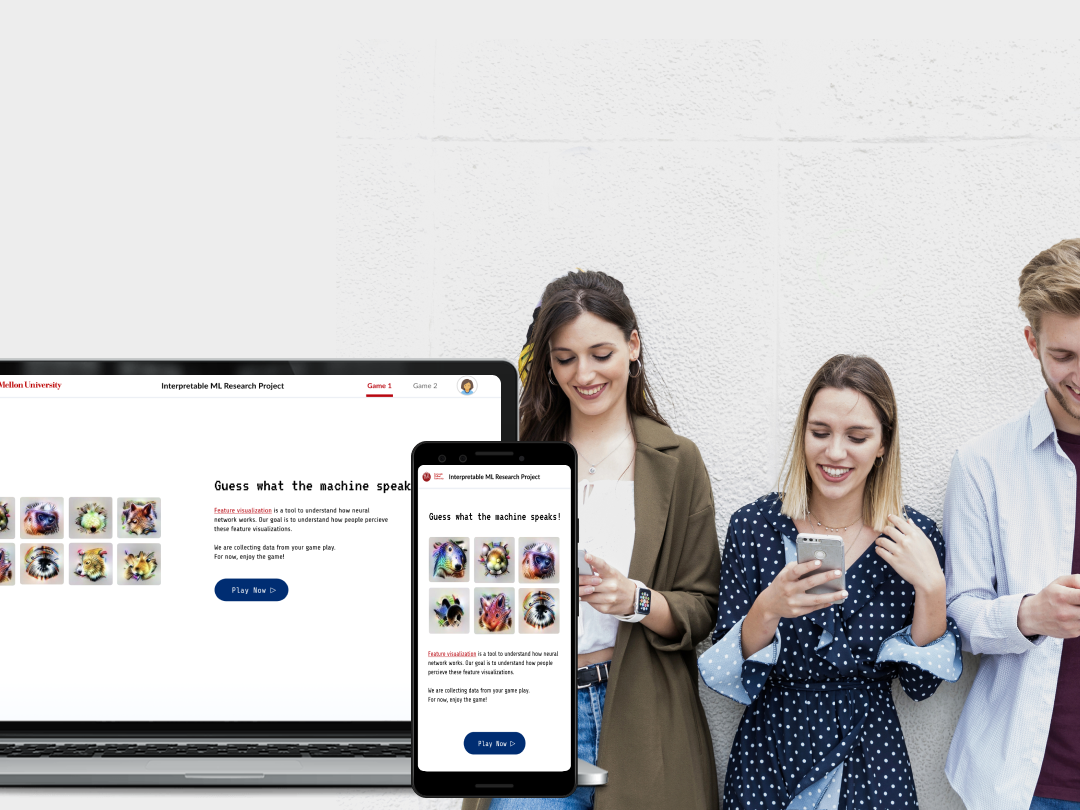 Mellon University
Interpretable ML Research Project
Game 1
Game 2
Guess what the machine speak
Feature visualization is a tool to understand how neural
network works. Our goal is to understand how people percieve
these feature visualizations.
We are collecting data from your game play.
For now, enjoy the game!
Play Now ▷
Interpretable ML Research Project
Guess what the machine speaks!
Feature visualization is a tool to understand how neural
network works. Our goal is to understand how people
percieve these feature visualizations.
We are collecting data from your game play.
For now, enjoy the game!
Play Now ▷